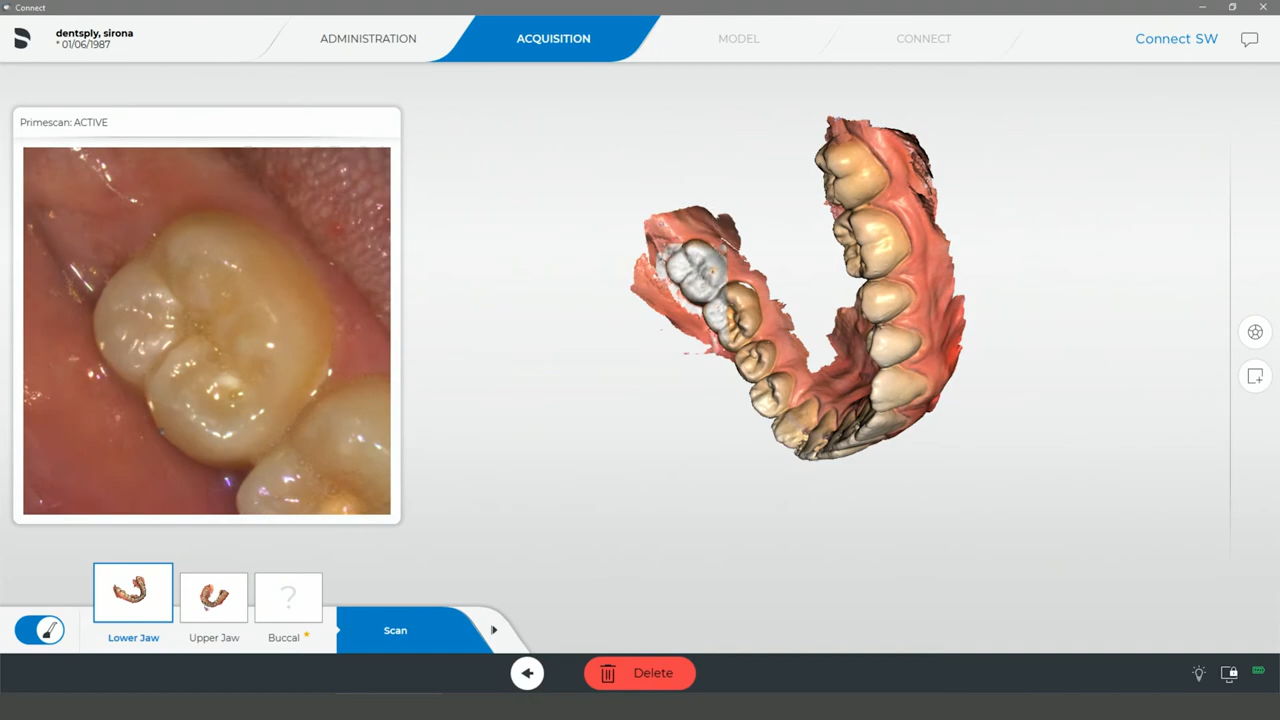 Connect
dentsply, sirona
* 01/06/1987
ADMINISTRATION
ACQUISITION
MODEL
CONNECT
Connect SW
Primescan: ACTIVE
?
Lower Jaw
Upper Jaw
Buccal *
Scan
Delete